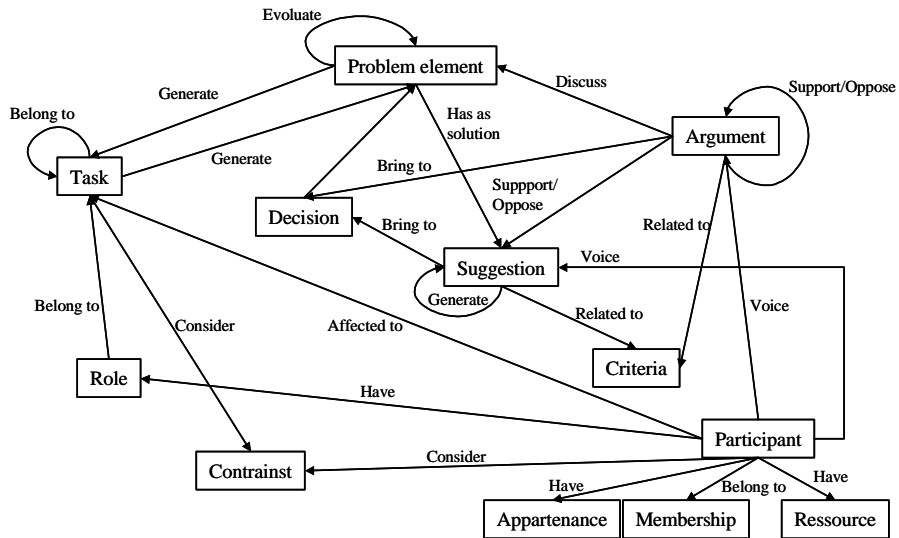 Evaluate
Problem element
Generate
Discuss
Support/Oppose
Belong to
Has as
solution
Argument
Generate
Task
Bring to
Suppport/
Oppose
Decision
Bring to
Related to
Suggestion
Voice
Generate
Belong to
Consider
Affected to
Related to
Voice
Criteria
Role
Have
Participant
Contrainst
Consider
Have
Belong to
Have
Appartenance
Membership
Ressource